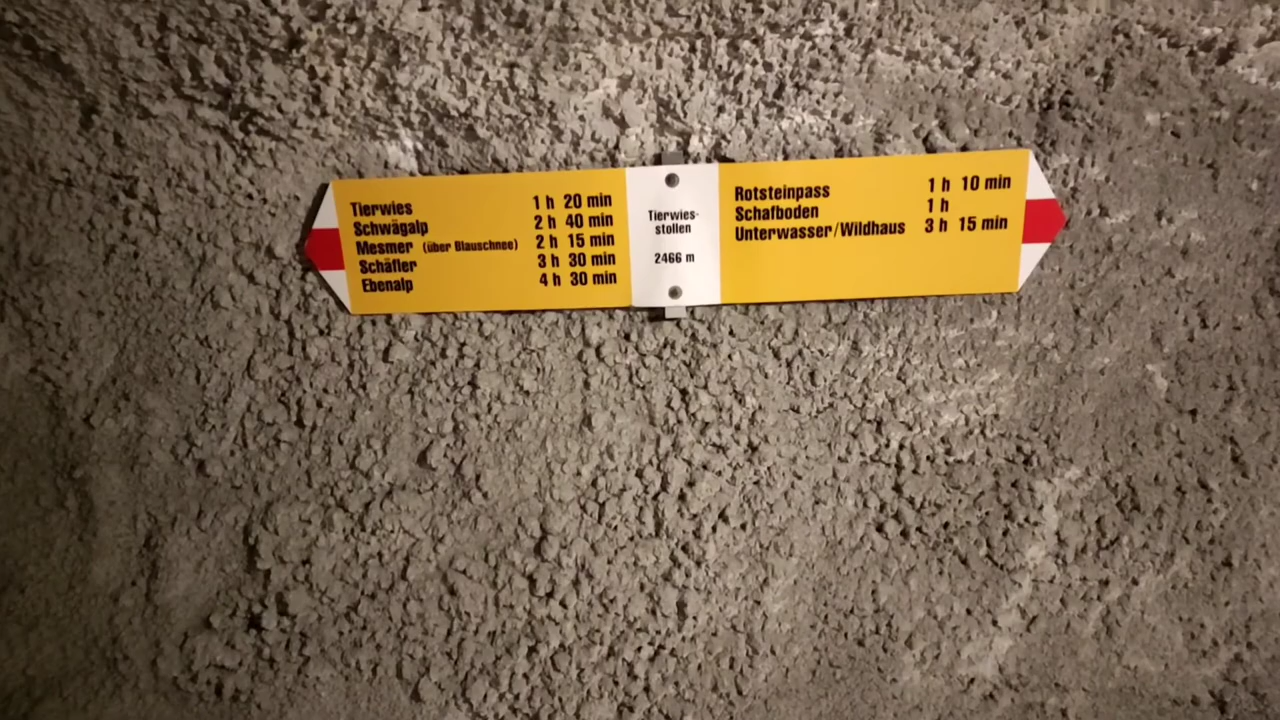 Tierwies 1 h 20 min
Schwägalp 2 h 40 min
Mesmer (über Blauschnee) 2 h 15 min
Schäfler 3 h 30 min
Ebenalp 4 h 30 min
Tierwies-
stollen
2466 m
Rotsteinpass 1 h 10 min
Schafboden 1 h
Unterwasser/Wildhaus 3 h 15 min